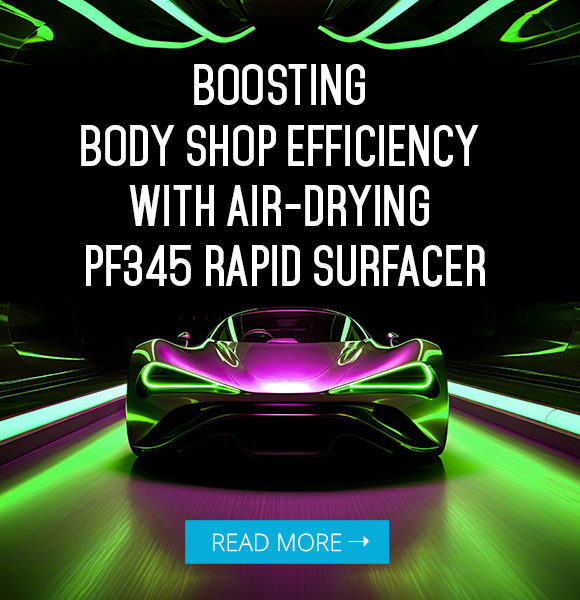 BOOSTING
BODY SHOP EFFICIENCY
WITH AIR-DRYING
PF345 RAPID SURFACER
READ MORE →